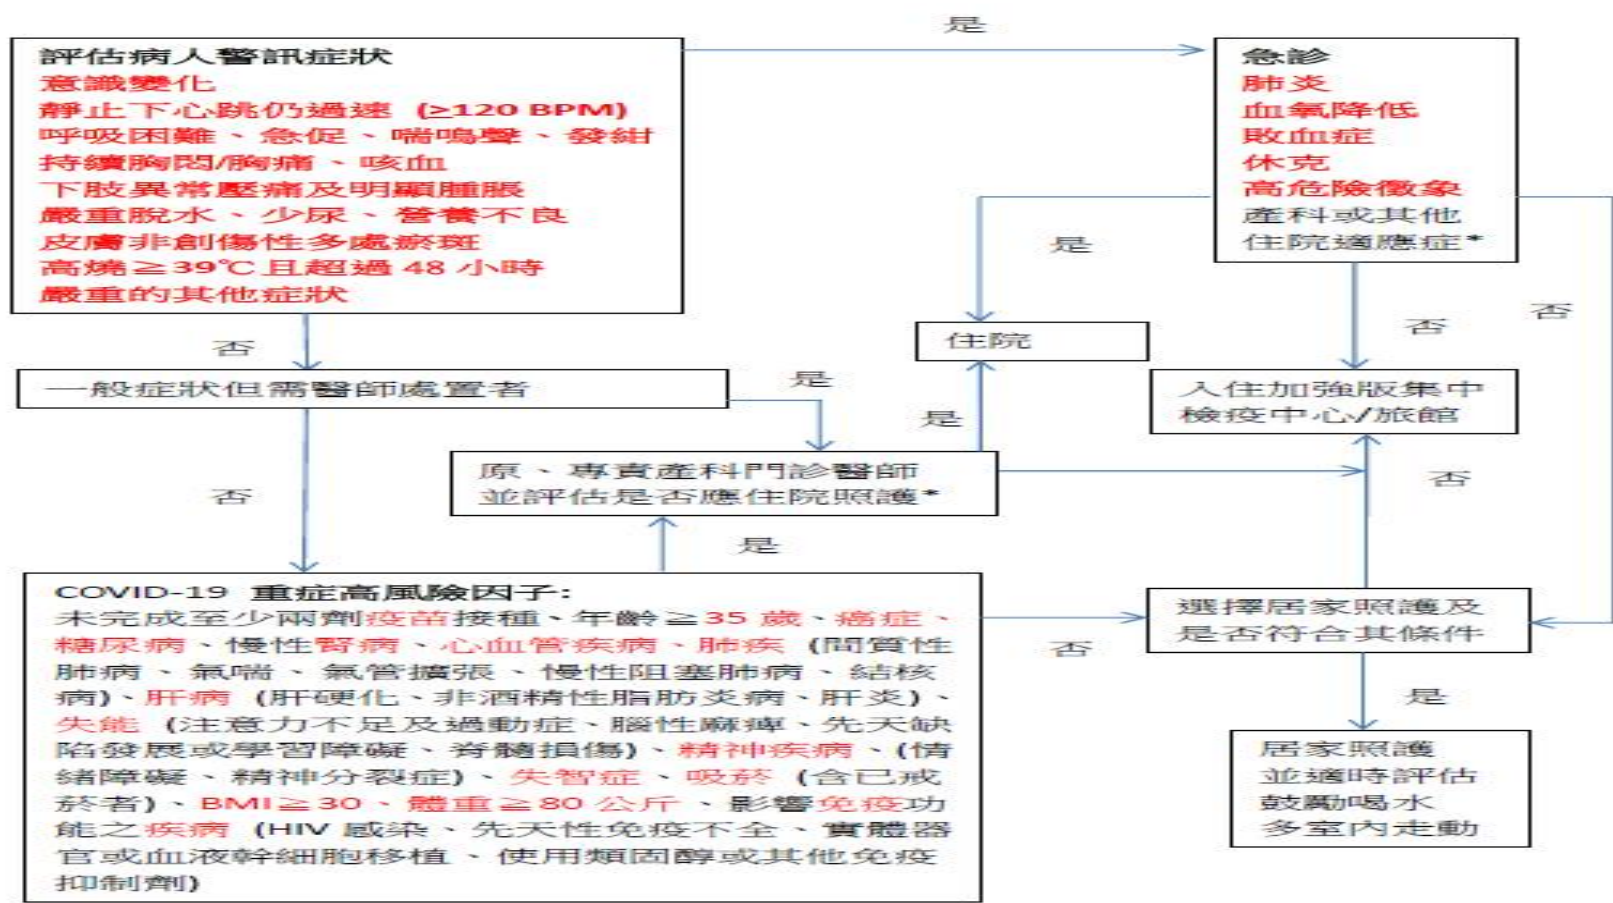 是
評估病人警訊症狀
意識變化
靜止下心跳仍過速 (≥120 BPM)
呼吸困難、急促、喘鳴聲、發紺
持續胸悶/胸痛、咳血
下肢異常壓痛及明顯腫脹
嚴重脫水、少尿、營養不良
皮膚非創傷性多處瘀斑
高燒≧39℃且超過 48 小時
嚴重的其他症狀
急診
肺炎
血氧降低
敗血症
休克
高危險徵象
產科或其他
住院適應症*
是
否
否
否
住院
一般症狀但需醫師處置者
是
是
入住加強版集中
檢疫中心/旅館
原、專責產科門診醫師
並評估是否應住院照護*
否
否
是
COVID-19 重症高風險因子:
未完成至少兩劑疫苗接種、年齡≧35 歲、癌症、
糖尿病、慢性腎病、心血管疾病、肺疾 (間質性
肺病、氣喘、氣管擴張、慢性阻塞肺病、結核
病)、肝病 (肝硬化、非酒精性脂肪炎病、肝炎)、
失能 (注意力不足及過動症、腦性麻痺、先天缺
陷發展或學習障礙、脊髓損傷)、精神疾病、(情
緒障礙、精神分裂症)、失智症、吸菸 (含已戒
菸者)、BMI≧30、體重≧80 公斤、影響免疫功
能之疾病 (HIV 感染、先天性免疫不全、實體器
官或血液幹細胞移植、使用類固醇或其他免疫
抑制劑)
否
選擇居家照護及
是否符合其條件
是
居家照護
並適時評估
鼓勵喝水
多室內走動